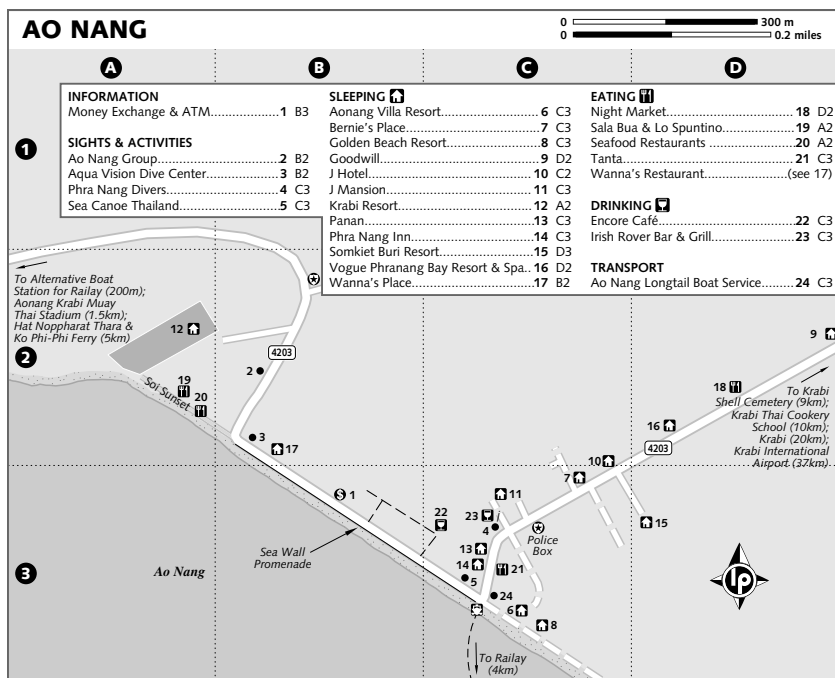 AO NANG
0 300 m
0 0.2 miles
A B C D
INFORMATION
Money Exchange & ATM....................1 B3
SIGHTS & ACTIVITIES
Ao Nang Group..............................2 B2
Aqua Vision Dive Center..................3 B2
Phra Nang Divers...........................4 C3
Sea Canoe Thailand........................5 C3
SLEEPING
Aonang Villa Resort........................6 C3
Bernie's Place................................7 C3
Golden Beach Resort......................8 C3
Goodwill.......................................9 D2
J Hotel.........................................10 C2
J Mansion.....................................11 C3
Krabi Resort..................................12 A2
Panan..........................................13 C3
Phra Nang Inn...............................14 C3
Somkiet Buri Resort.......................15 D3
Vogue Phranang Bay Resort & Spa..16 D2
Wanna's Place...............................17 B2
EATING
Night Market.................................18 D2
Sala Bua & Lo Spuntino..................19 A2
Seafood Restaurants......................20 A2
Tanta...........................................21 C3
Wanna's Restaurant....................(see 17)
DRINKING
Encore Café..................................22 C3
Irish Rover Bar & Grill.....................23 C3
TRANSPORT
Ao Nang Longtail Boat Service.........24 C3
1
To Alternative Boat
Station for Railay (200m);
Aonang Krabi Muay
Thai Stadium (1.5km);
Hat Noppharat Thara &
Ko Phi-Phi Ferry (5km)
12
9
2
4203
2
19
20
Soi Sunset
18
To Krabi
Shell Cemetery (9km);
Krabi Thai Cookery
School (10km);
Krabi (20km);
Krabi International
Airport (37km)
16
4203
3
17
10
7
1
11
22
23
4
15
Police
Box
Sea Wall
Promenade
13
14
21
5
3
Ao Nang
24
6
8
lp
To Railay
(4km)